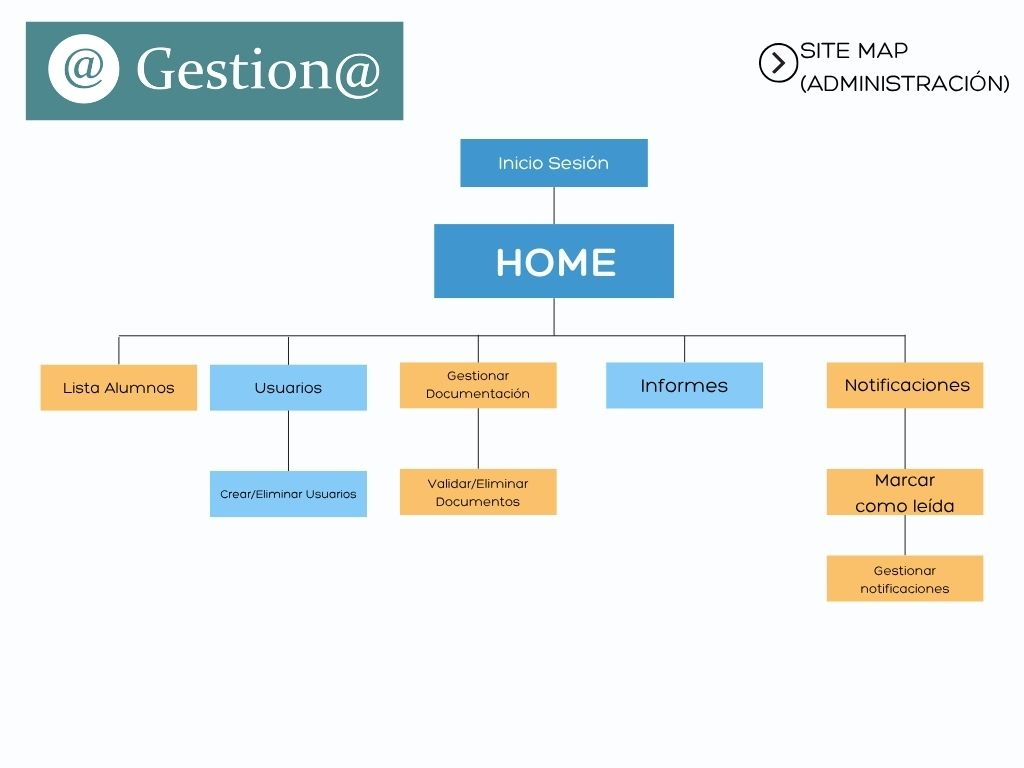 @ Gestion@
SITE MAP
(ADMINISTRACIÓN)
Inicio Sesión
HOME
Lista Alumnos
Usuarios
Gestionar
Documentación
Informes
Notificaciones
Crear/Eliminar Usuarios
Validar/Eliminar
Documentos
Marcar
como leída
Gestionar
notificaciones